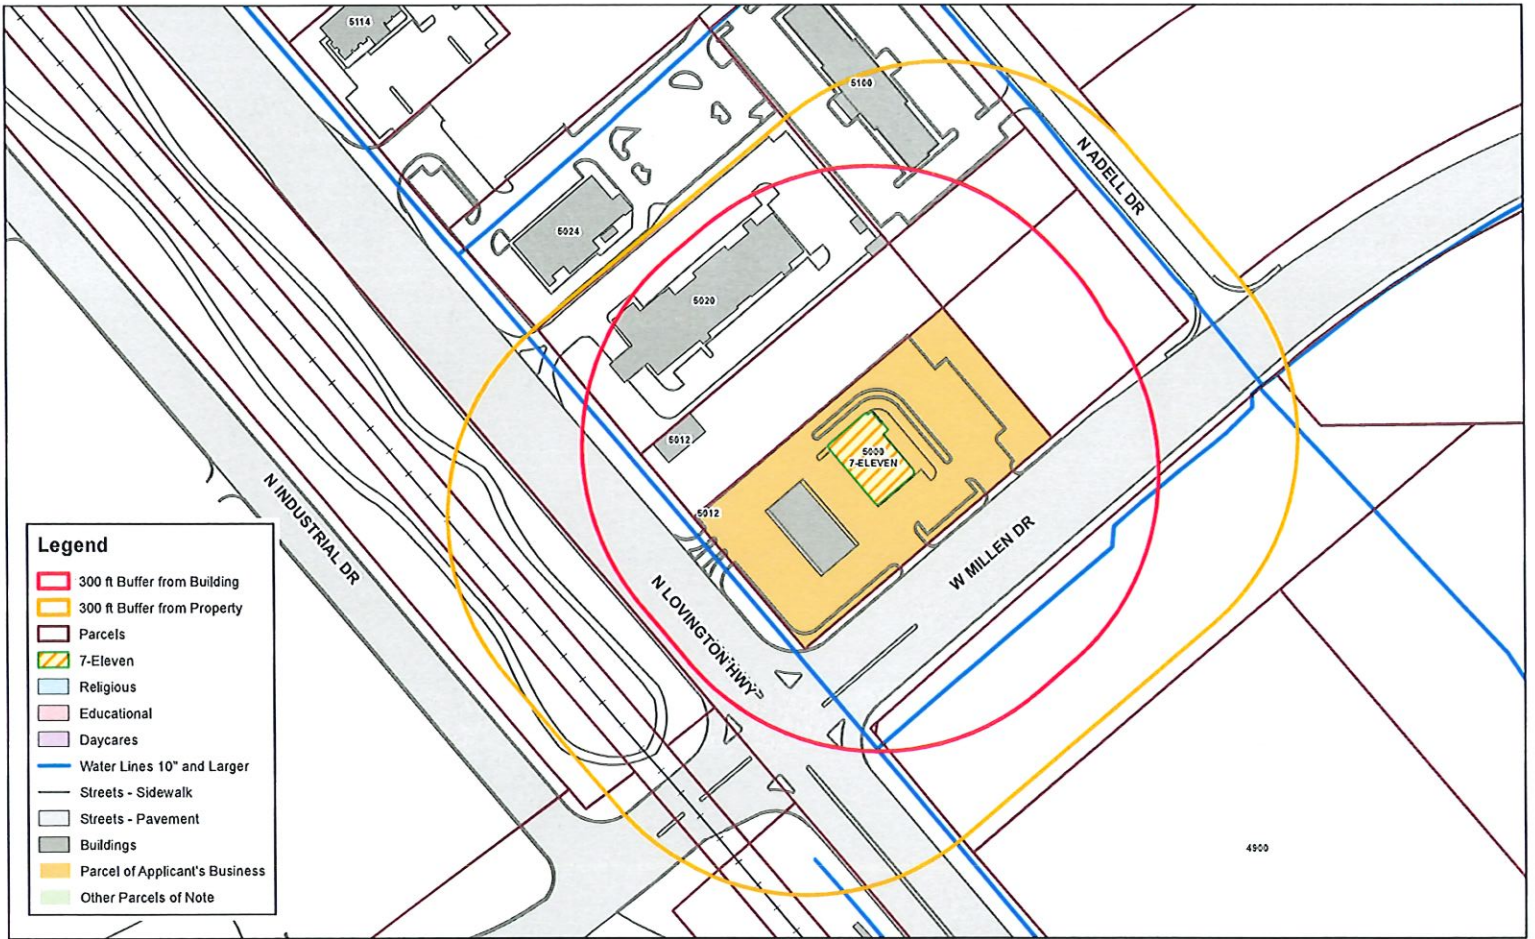 5114
5100
N ADELL DR
5024
5020
5012
5000
7-ELEVEN
5012
N INDUSTRIAL DR
W MILLEN DR
N LOVINGTON HWY
4900
Legend
300 ft Buffer from Building
300 ft Buffer from Property
Parcels
7-Eleven
Religious
Educational
Daycares
Water Lines 10" and Larger
Streets - Sidewalk
Streets - Pavement
Buildings
Parcel of Applicant's Business
Other Parcels of Note